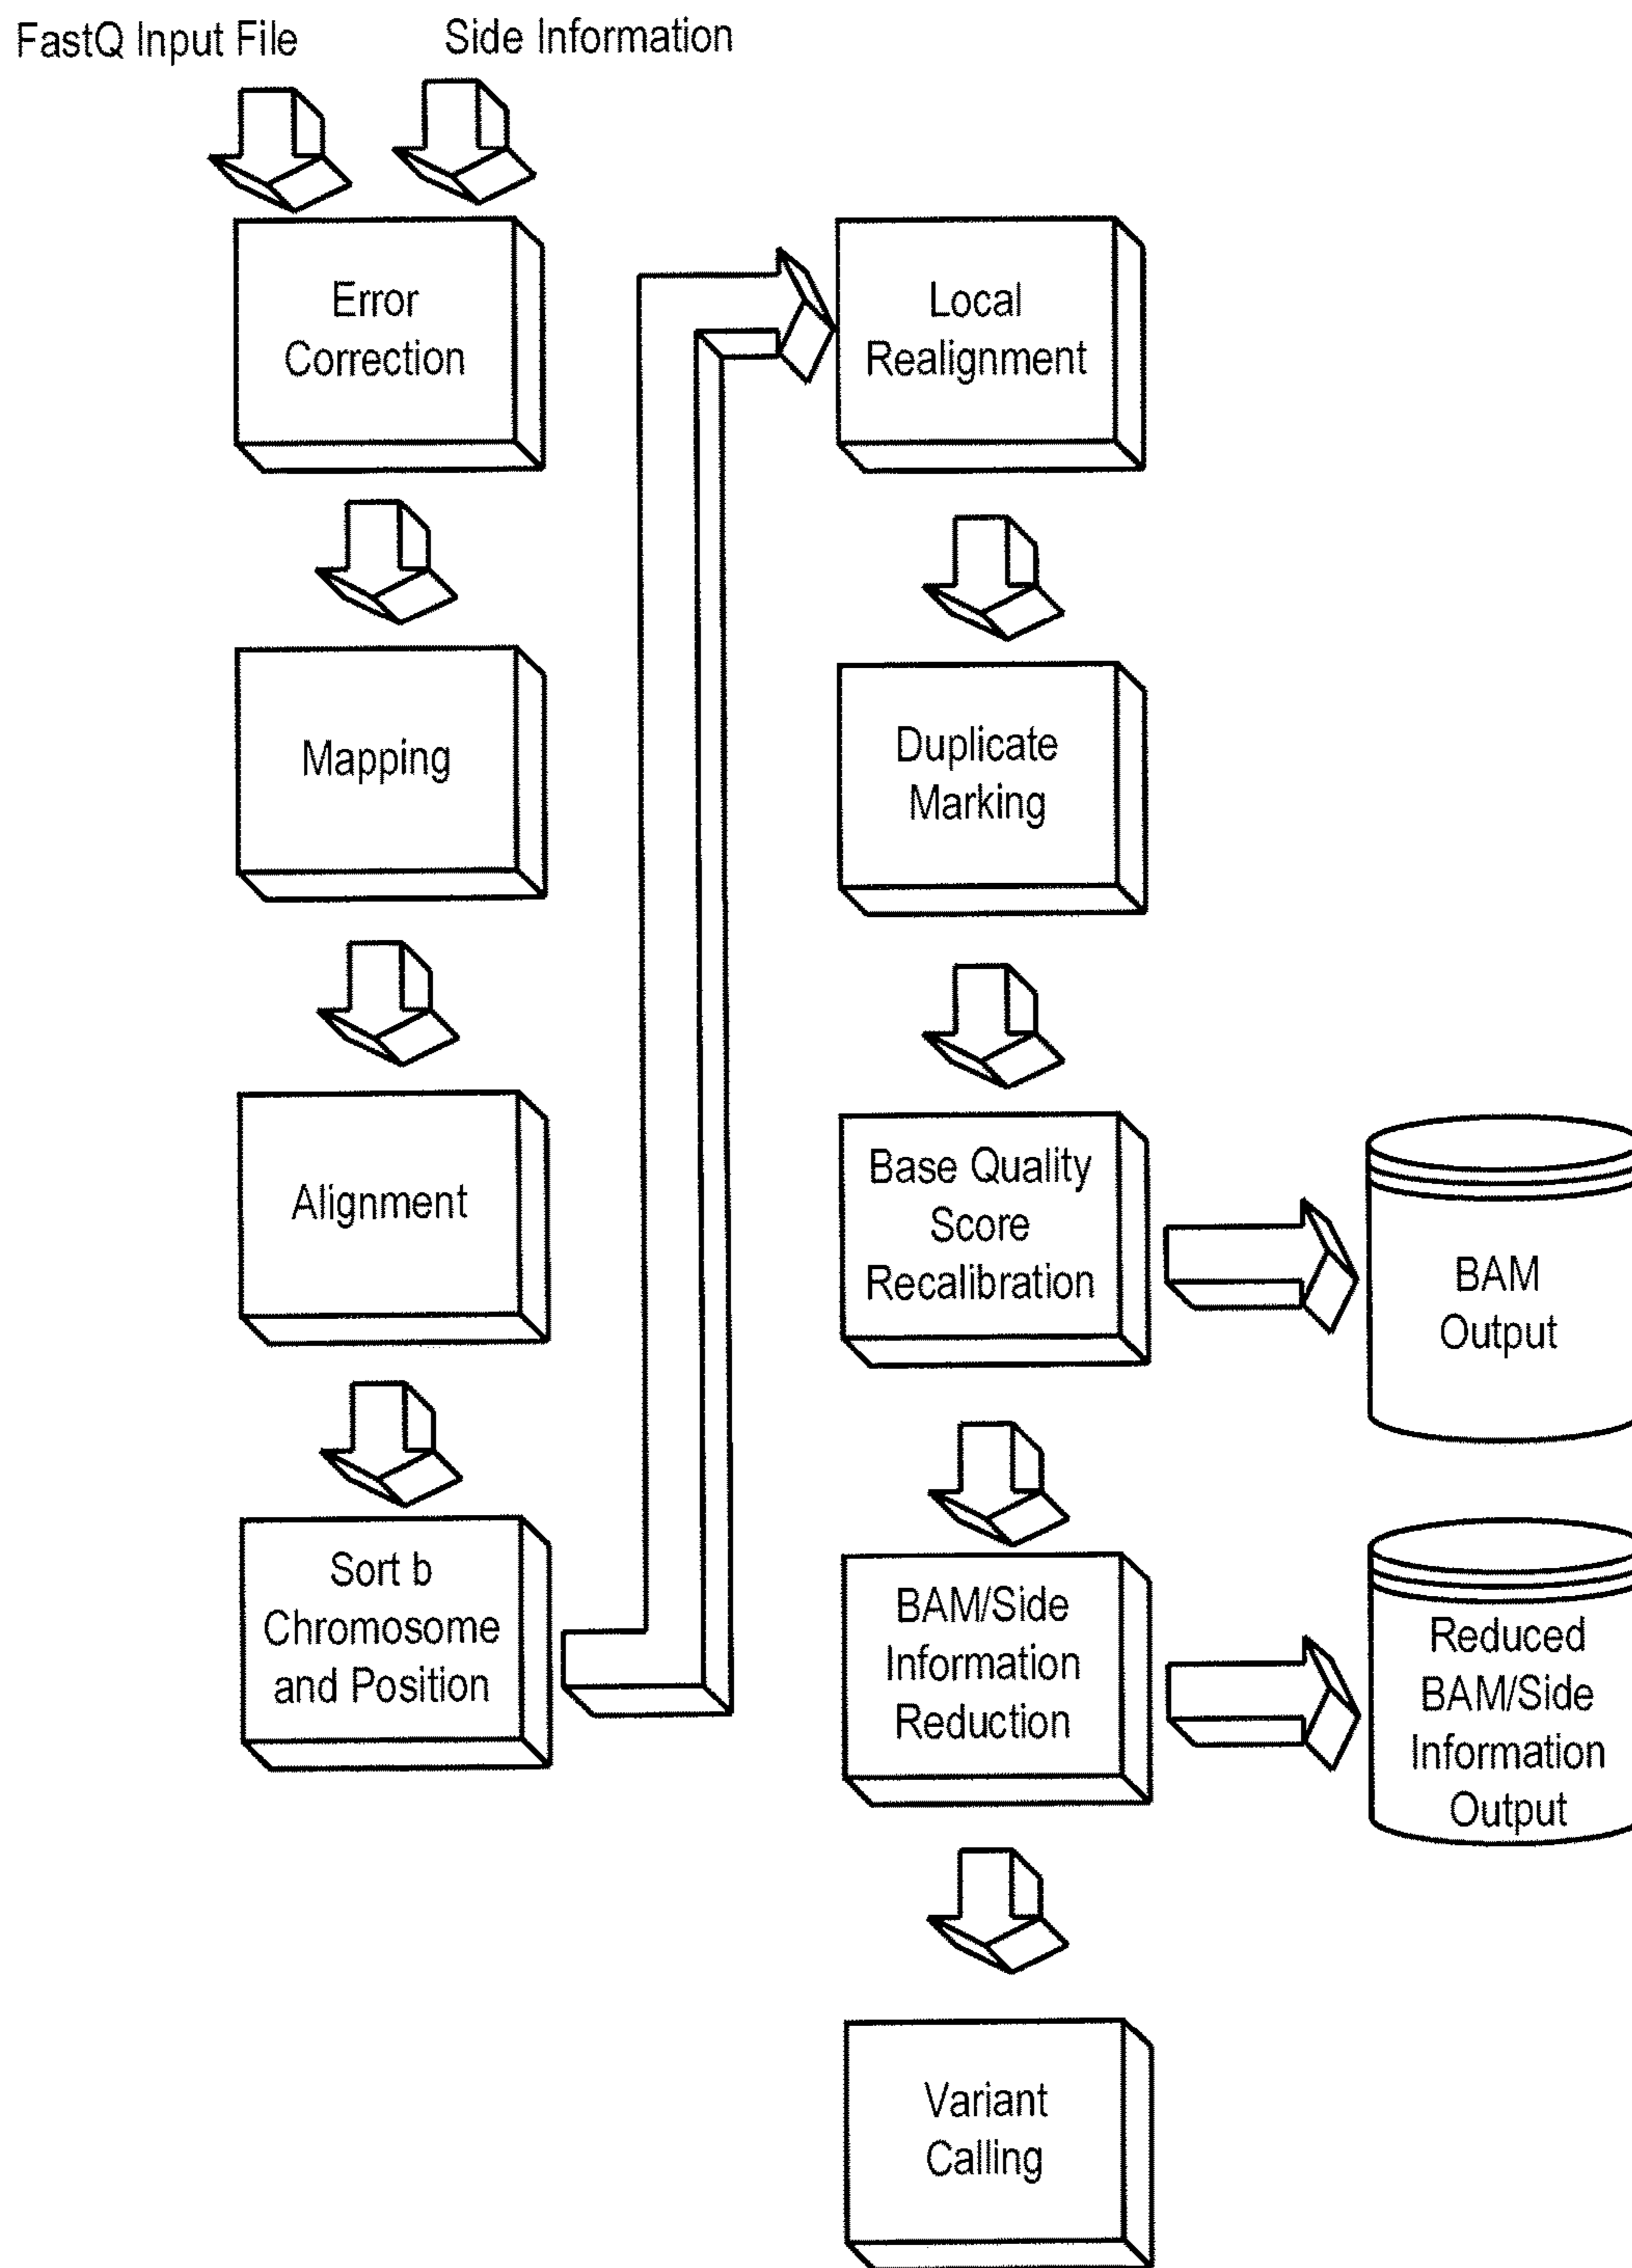 FastQ Input File
Side Information
Error
Correction
Mapping
Alignment
Sort b
Chromosome
and Position
Local
Realignment
Duplicate
Marking
Base Quality
Score
Recalibration
BAM
Output
BAM/Side
Information
Reduction
Reduced
BAM/Side
Information
Output
Variant
Calling